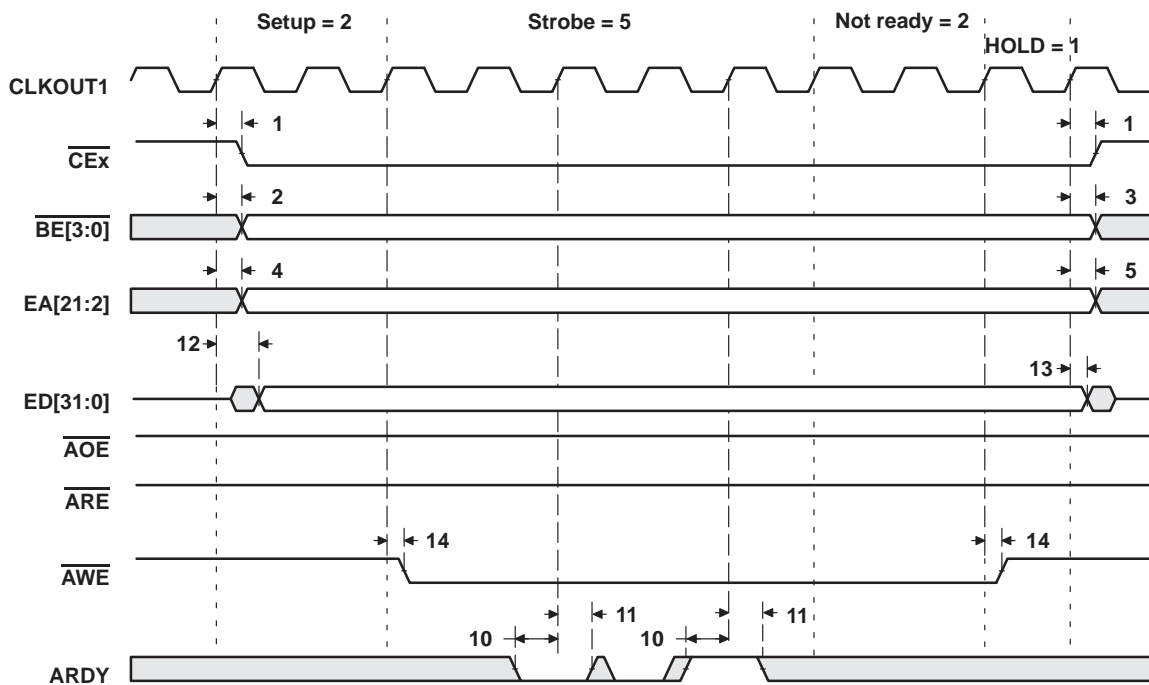 Setup = 2 Strobe = 5 Not ready = 2
HOLD = 1
CLKOUT1
1 1
CEx
2 3
BE[3:0]
4 5
EA[21:2]
12
13
ED[31:0]
AOE
ARE
14 14
AWE
11 11
10 10
ARDY